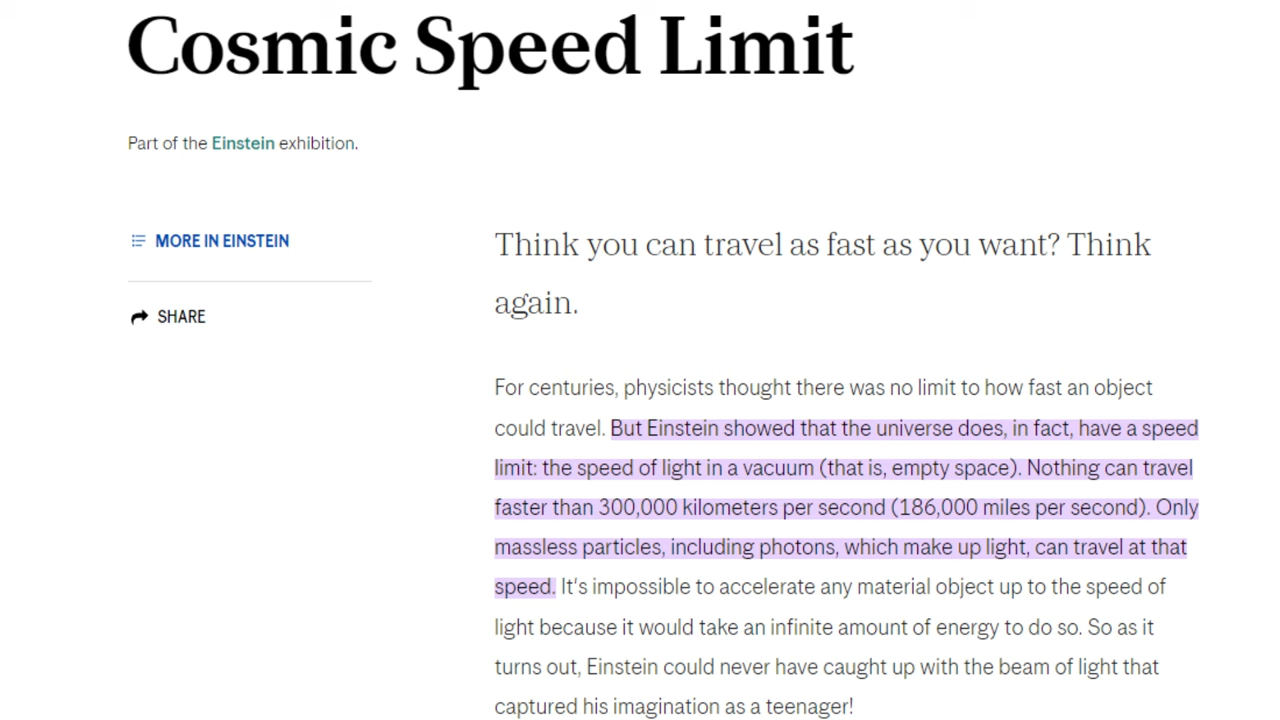 Cosmic Speed Limit
Part of the Einstein exhibition.
MORE IN EINSTEIN
SHARE
Think you can travel as fast as you want? Think
again.
For centuries, physicists thought there was no limit to how fast an object
could travel. But Einstein showed that the universe does, in fact, have a speed
limit: the speed of light in a vacuum (that is, empty space). Nothing can travel
faster than 300,000 kilometers per second (186,000 miles per second). Only
massless particles, including photons, which make up light, can travel at that
speed. It's impossible to accelerate any material object up to the speed of
light because it would take an infinite amount of energy to do so. So as it
turns out, Einstein could never have caught up with the beam of light that
captured his imagination as a teenager!